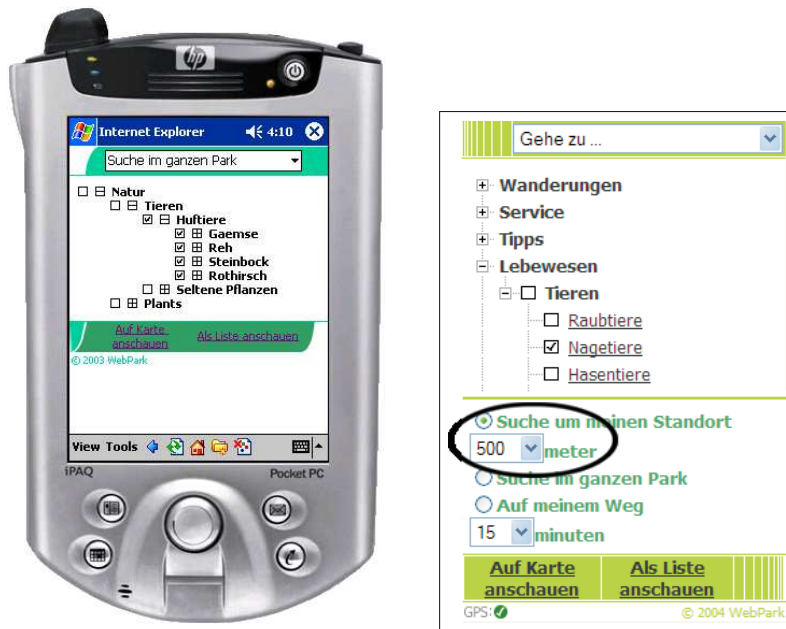 hp
Internet Explorer 4:10
Suche im ganzen Park
Natur
Tieren
Huftiere
Gaemse
Reh
Steinbock
Rothirsch
Seltene Pflanzen
Plants
Auf Karte anschauen
Als Liste anschauen
© 2003 WebPark
View Tools
iPAQ
Pocket PC
Gehe zu ...
Wanderungen
Service
Tipps
Lebewesen
Tieren
Raubtiere
Nagetiere
Hasentiere
Suche um meinen Standort
500 meter
Suche im ganzen Park
Auf meinem Weg
15 minuten
Auf Karte anschauen
Als Liste anschauen
GPS:
© 2004 WebPark